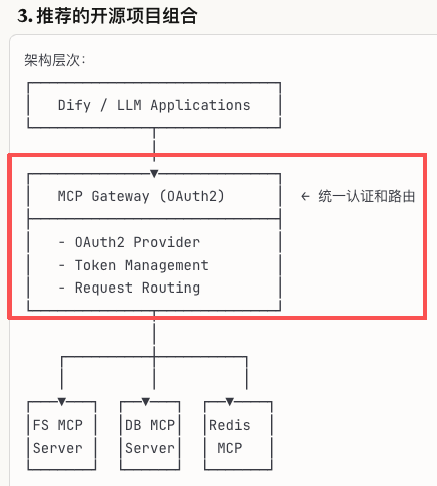 3. 推荐的开源项目组合
架构层次：
Dify / LLM Applications
MCP Gateway (OAuth2) ← 统一认证和路由
- OAuth2 Provider
- Token Management
- Request Routing
FS MCP DB MCP Redis
Server Server MCP